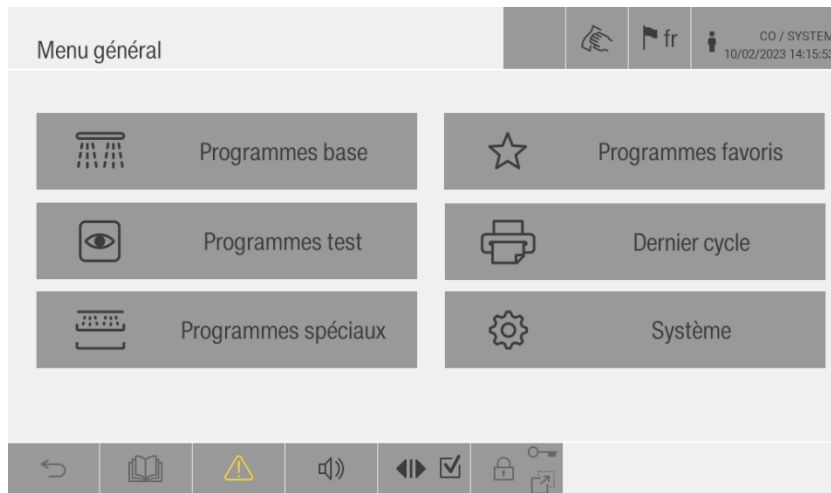 Menu général
fr
CO / SYSTEM
10/02/2023 14:15:53
Programmes base
Programmes favoris
Programmes test
Dernier cycle
Programmes spéciaux
Système